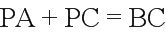 PA + PC = BC